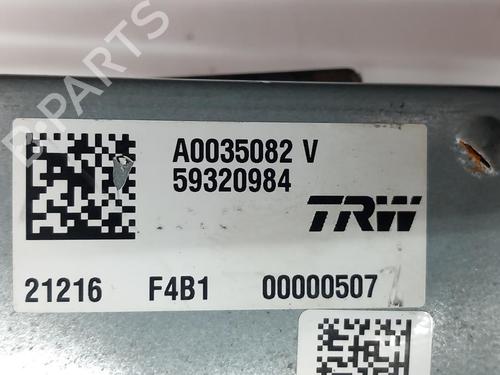 B-PARTS
A0035082 V
59320984
TRW
21216 F4B1 00000507